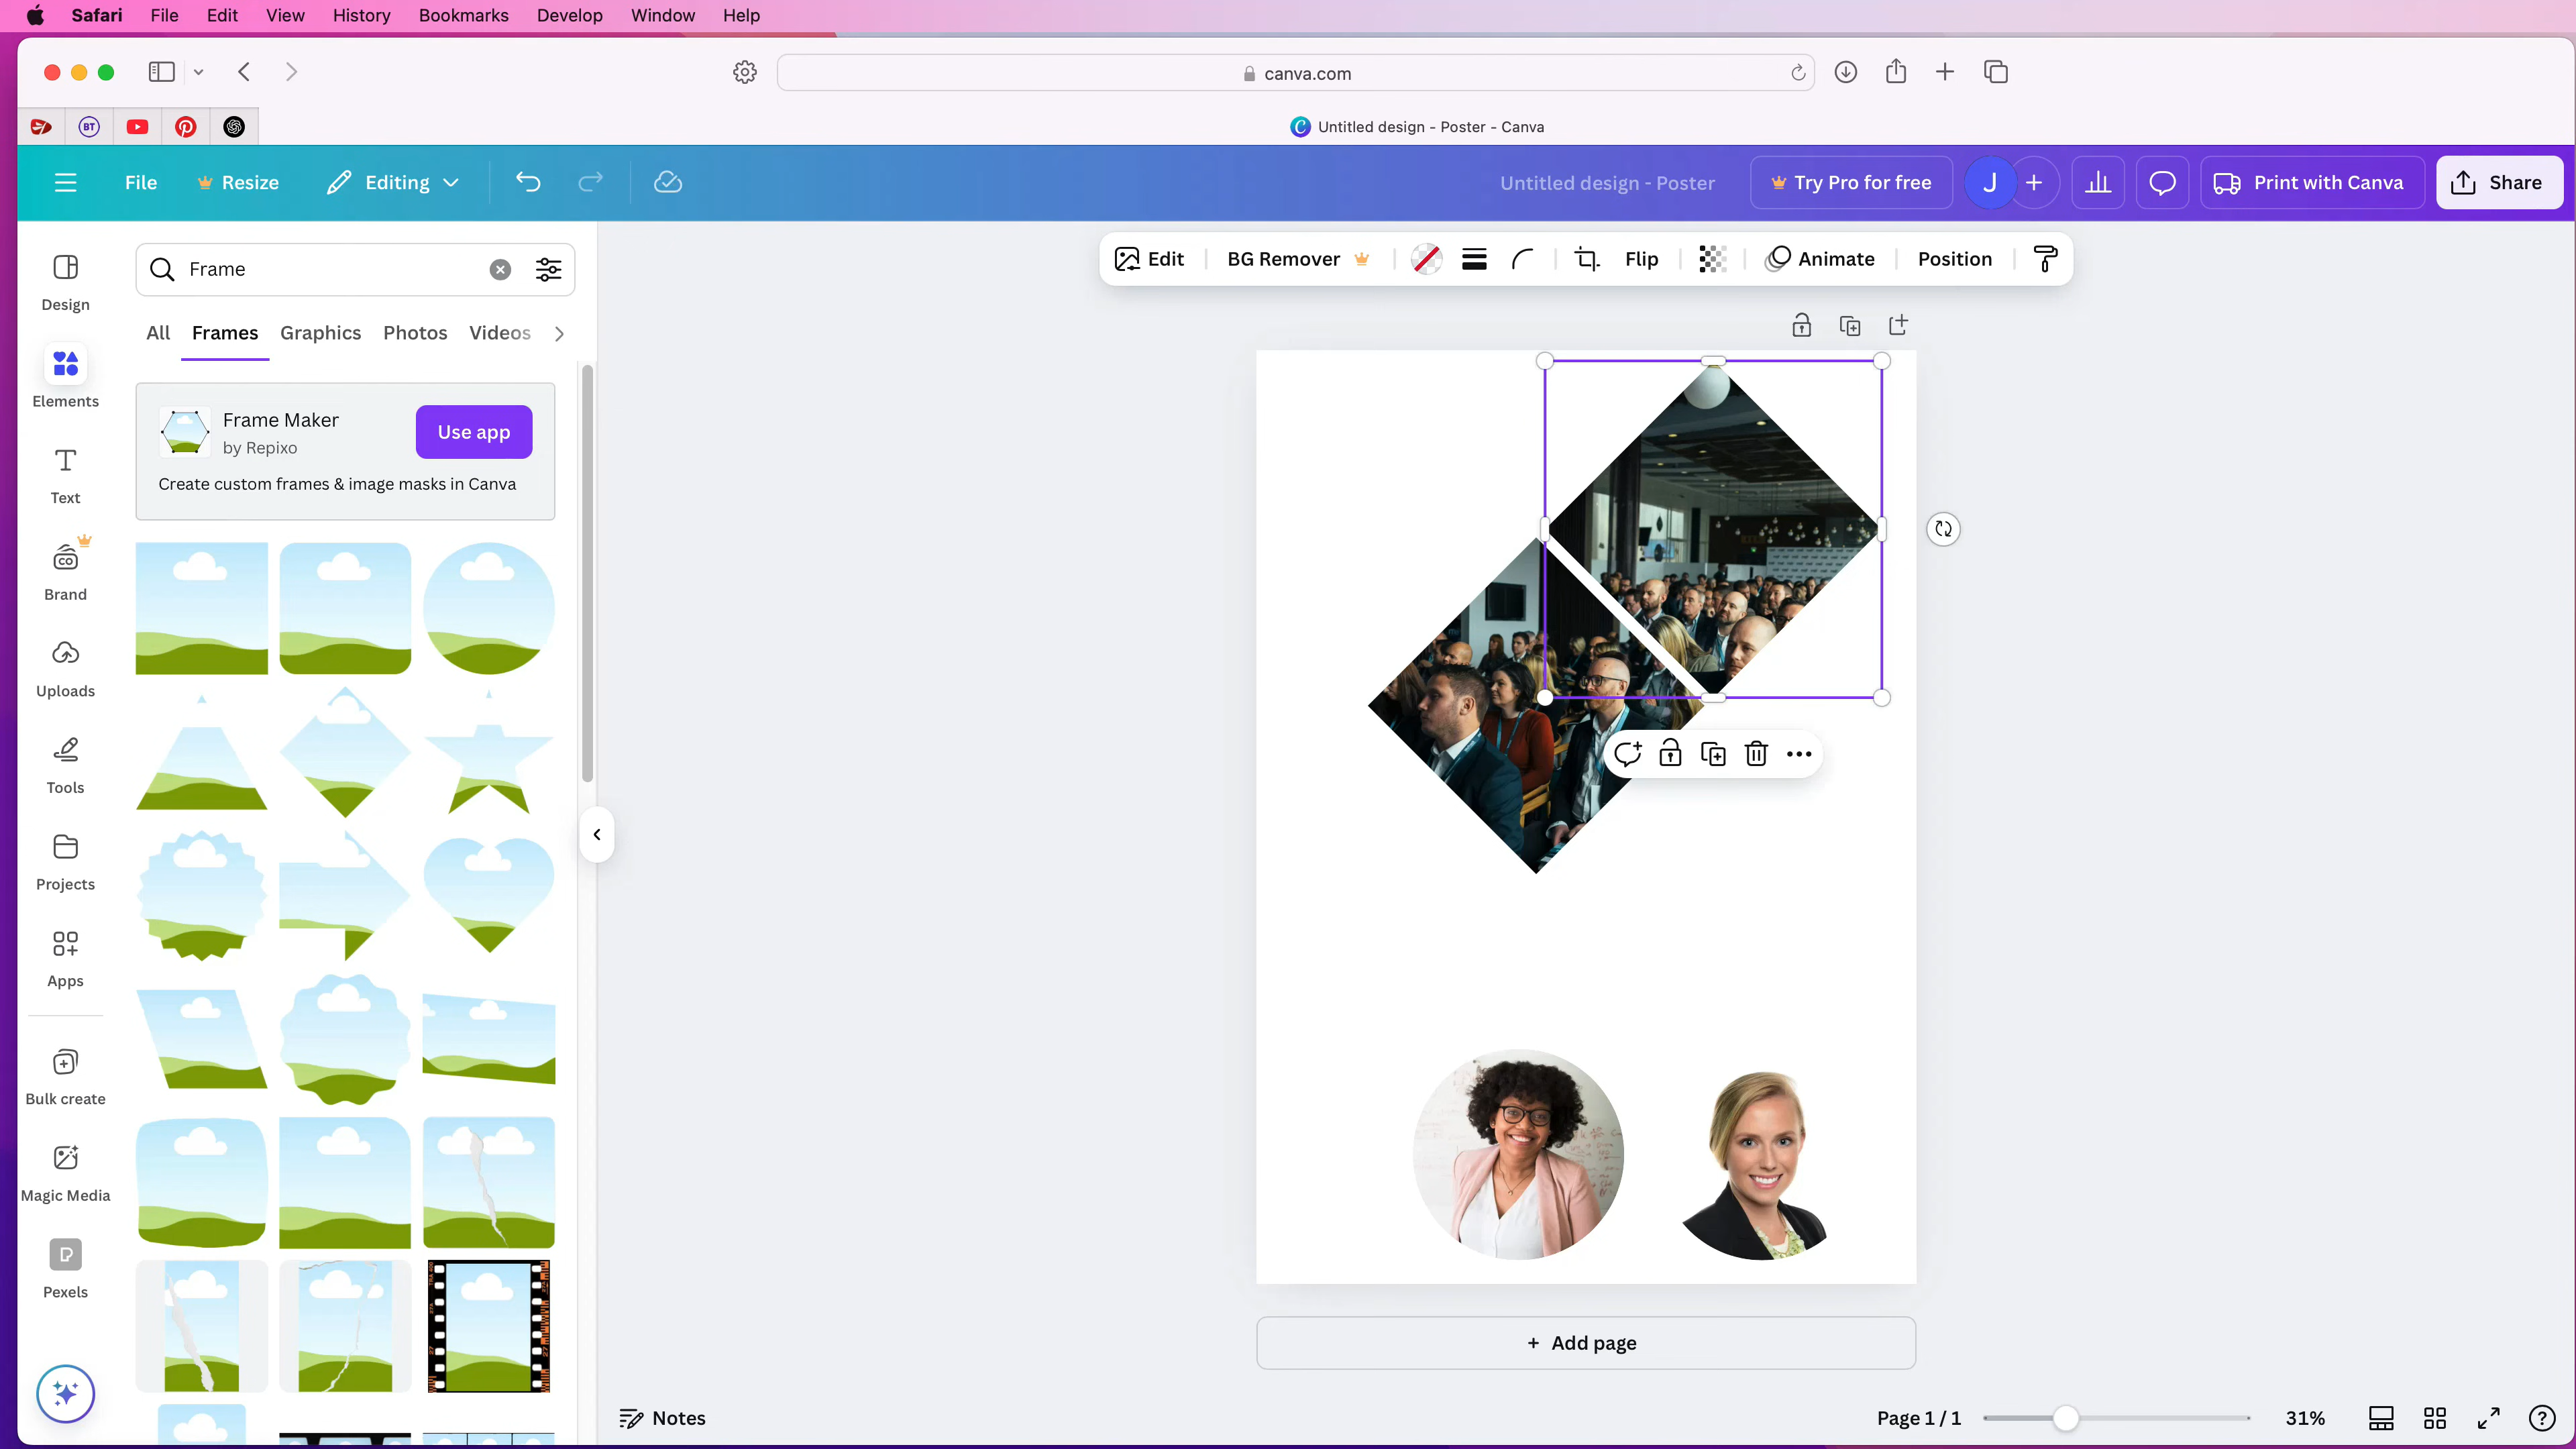 Safari File Edit View History Bookmarks Develop Window Help
canva.com
BT
Untitled design - Poster - Canva
File Resize Editing
Untitled design - Poster
Try Pro for free
J
Print with Canva
Share
Frame
Edit BG Remover Flip Animate Position
Design
Elements
Text
Brand
Uploads
Tools
Projects
Apps
Bulk create
Magic Media
Pexels
All Frames Graphics Photos Videos
Frame Maker
by Repixo
Use app
Create custom frames & image masks in Canva
+ Add page
Notes
Page 1 / 1
31%